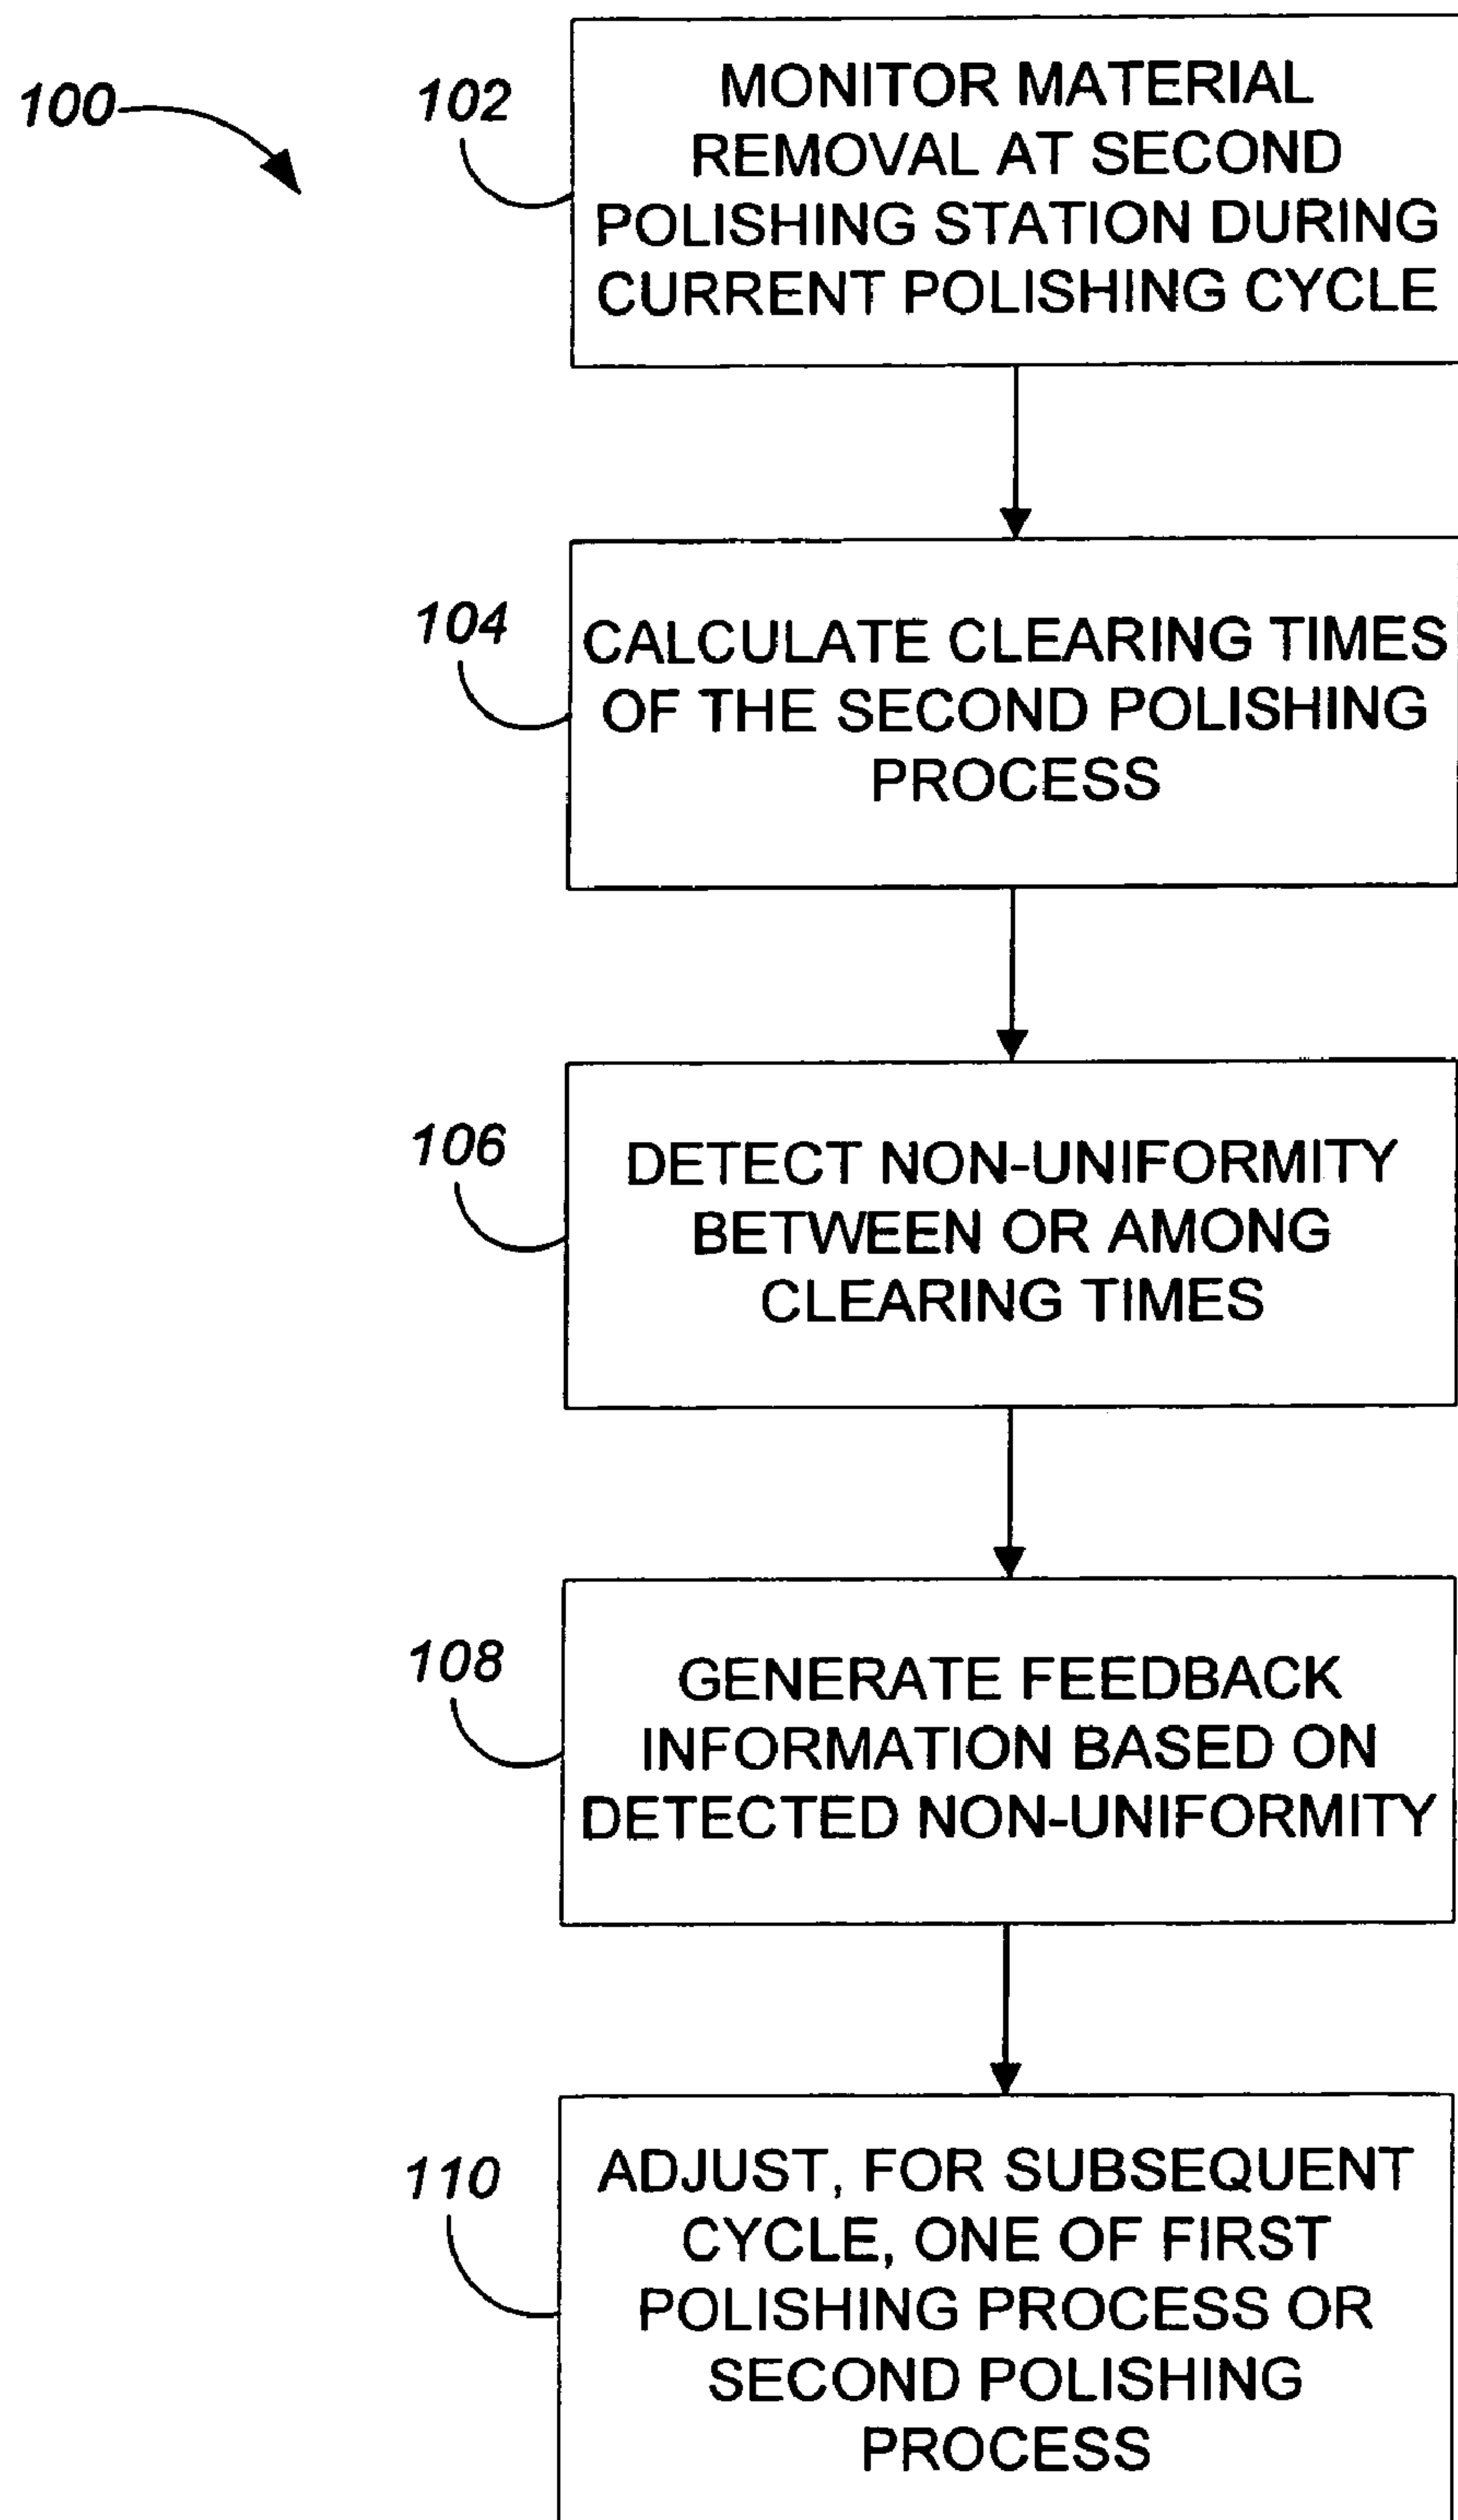 100
102
MONITOR MATERIAL
REMOVAL AT SECOND
POLISHING STATION DURING
CURRENT POLISHING CYCLE
104
CALCULATE CLEARING TIMES
OF THE SECOND POLISHING
PROCESS
106
DETECT NON-UNIFORMITY
BETWEEN OR AMONG
CLEARING TIMES
108
GENERATE FEEDBACK
INFORMATION BASED ON
DETECTED NON-UNIFORMITY
110
ADJUST, FOR SUBSEQUENT
CYCLE, ONE OF FIRST
POLISHING PROCESS OR
SECOND POLISHING
PROCESS